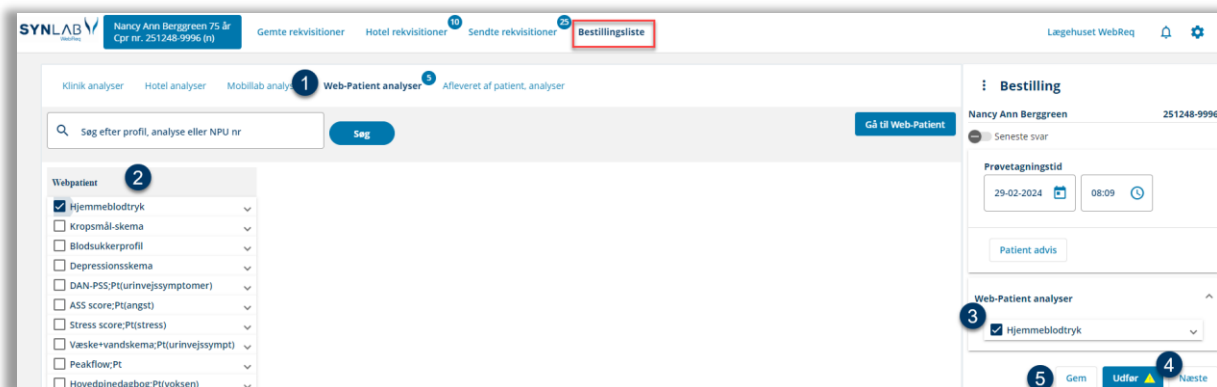 SYNLAB
WebReq
Nancy Ann Berggreen 75 år
Cpr nr. 251248-9996 (n)
Gemte rekvisitioner
Hotel rekvisitioner 10
Sendte rekvisitioner 25
Bestillingsliste
Lægehuset WebReq
Klinik analyser
Hotel analyser
Mobillab analys
1
Web-Patient analyser 5
Afleveret af patient, analyser
Søg efter profil, analyse eller NPU nr
Søg
Gå til Web-Patient
Webpatient
2
Hjemmeblodtryk
Kropsmål-skema
Blodsukkerprofil
Depressionsskema
DAN-PSS;Pt(urinvejssymptomer)
ASS score;Pt(angst)
Stress score;Pt(stress)
Væske+vandskema;Pt(urinvejssympt)
Peakflow;Pt
Hovedpinedagbog;Pt(voksen)
Bestilling
Nancy Ann Berggreen 251248-9996
Seneste svar
Prøvetagningstid
29-02-2024 08:09
Patient advis
Web-Patient analyser
3
Hjemmeblodtryk
4
5
Gem
Udfør
Næste